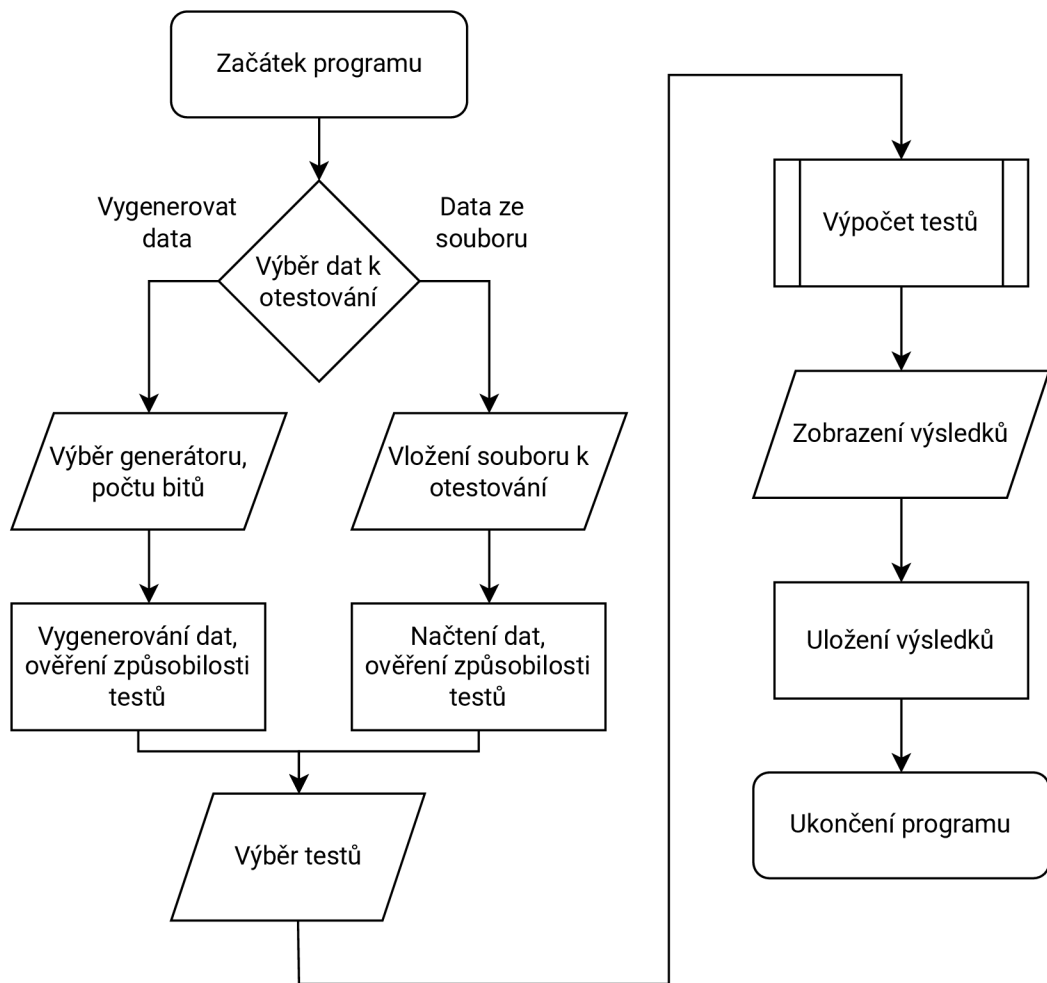 Začátek programu
Vygenerovat
data
Data ze
souboru
Výběr dat k
otestování
Výběr generátoru,
počtu bitů
Vložení souboru k
otestování
Vygenerování dat,
ověření způsobilosti
testů
Načtení dat,
ověření způsobilosti
testů
Výběr testů
Výpočet testů
Zobrazení výsledků
Uložení výsledků
Ukončení programu